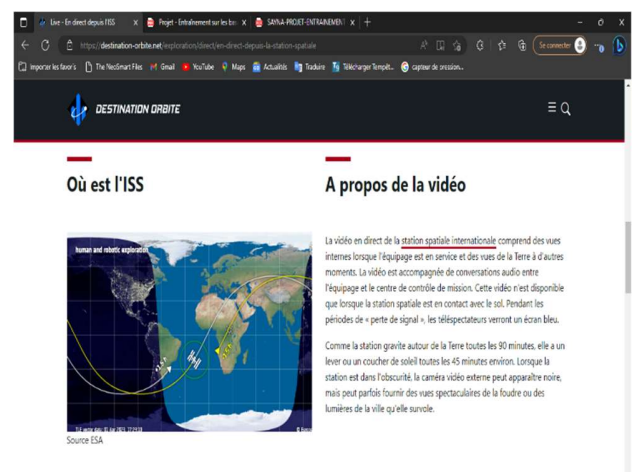 Live - En direct depuis l'ISS
Projet - Entraînement sur les bas
SAYNA-PROJET-ENTRAINEMENT
https://destination-orbite.net/exploration/direct/en-direct-depuis-la-station-spatiale
Se connecter
Importer les favoris
The NeoSmart Files
Gmail
YouTube
Maps
Actualités
Traduire
Télécharger Tempêt...
capteur de pression...
DESTINATION ORBITE
Où est l'ISS
human and robotic exploration
Source ESA
A propos de la vidéo
La vidéo en direct de la station spatiale internationale comprend des vues
internes lorsque l'équipage est en service et des vues de la Terre à d'autres
moments. La vidéo est accompagnée de conversations audio entre
l'équipage et le centre de contrôle de mission. Cette vidéo n'est disponible
que lorsque la station spatiale est en contact avec le sol. Pendant les
périodes de « perte de signal », les téléspectateurs verront un écran bleu.
Comme la station gravite autour de la Terre toutes les 90 minutes, elle a un
lever ou un coucher de soleil toutes les 45 minutes environ. Lorsque la
station est dans l'obscurité, la caméra vidéo externe peut apparaître noire,
mais peut parfois fournir des vues spectaculaires de la foudre ou des
lumières de la ville qu'elle survole.